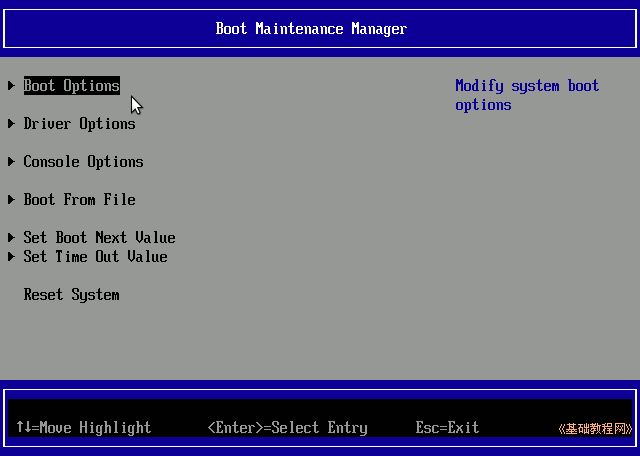 Boot Maintenance Manager
Boot Options
Modify system boot
options
Driver Options
Console Options
Boot From File
Set Boot Next Value
Set Time Out Value
Reset System
↑↓=Move Highlight <Enter>=Select Entry Esc=Exit
《基础教程网》